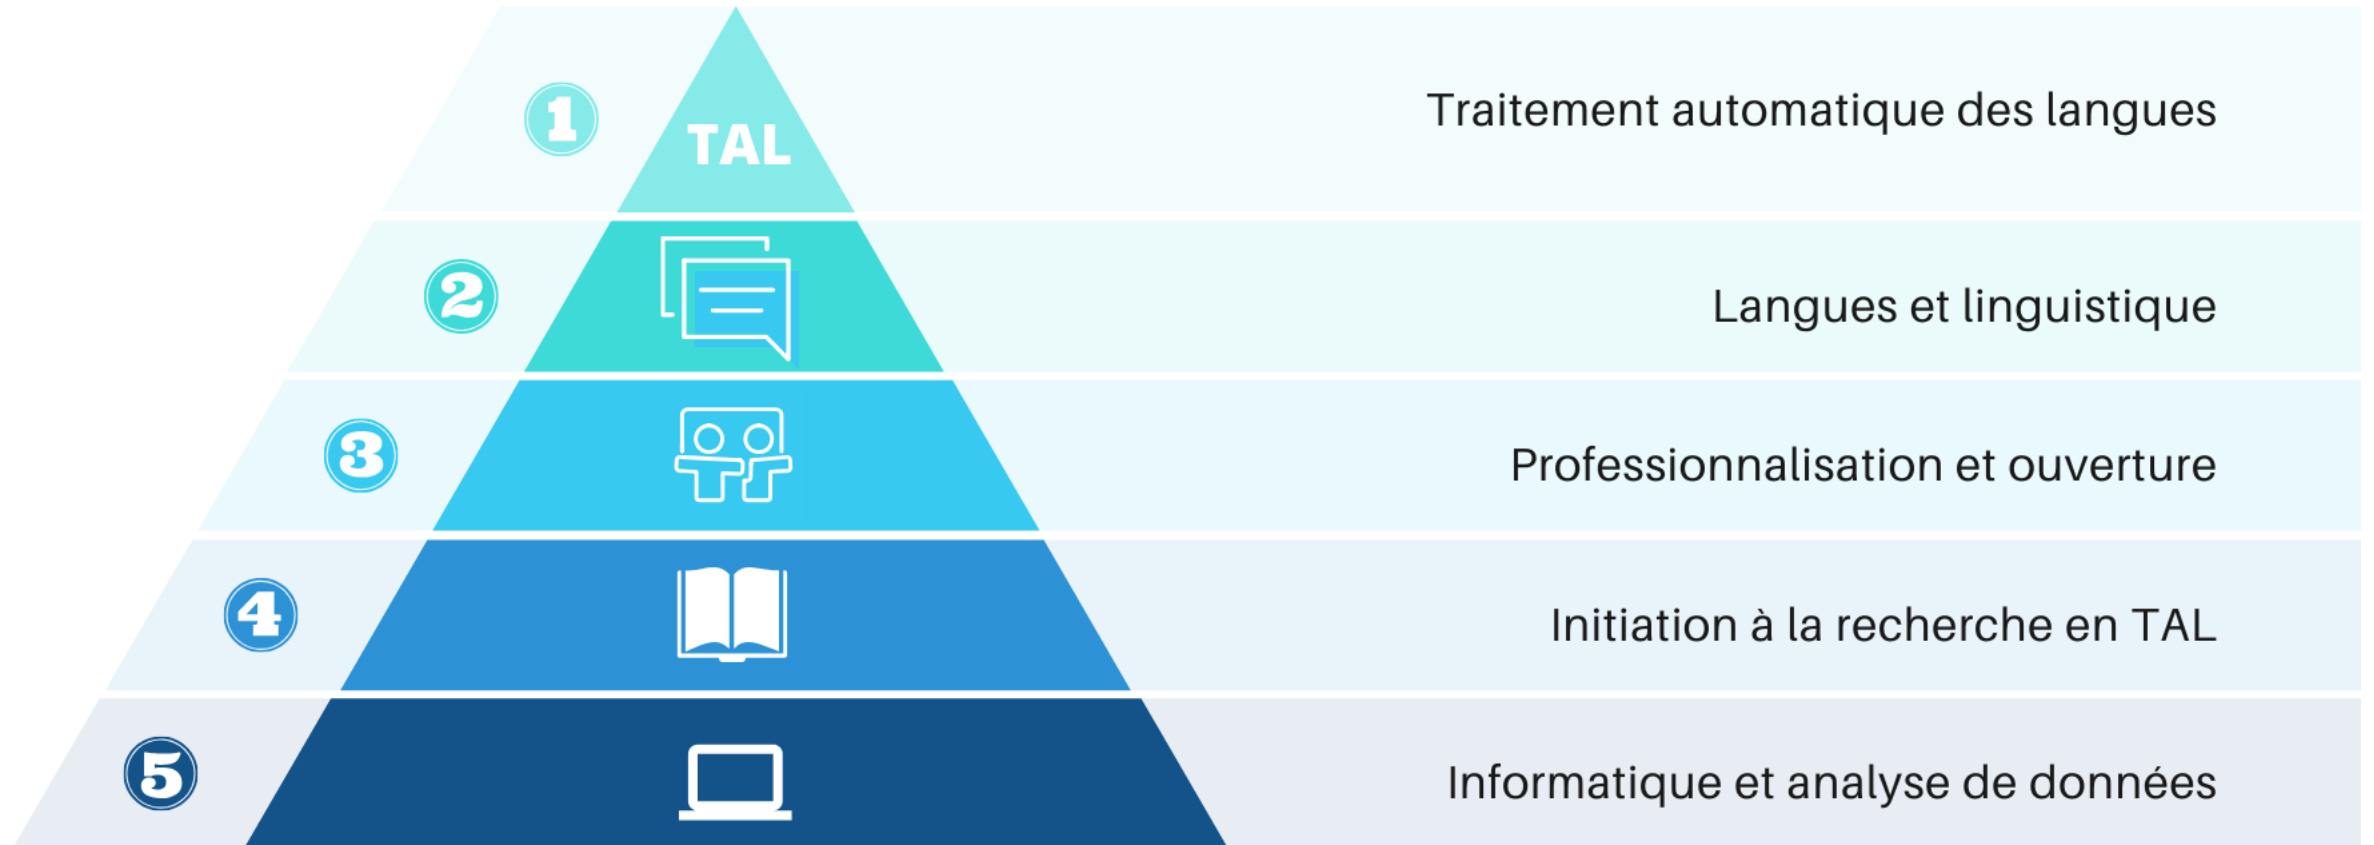 1
TAL
Traitement automatique des langues
2
Langues et linguistique
3
Professionnalisation et ouverture
4
Initiation à la recherche en TAL
5
Informatique et analyse de données